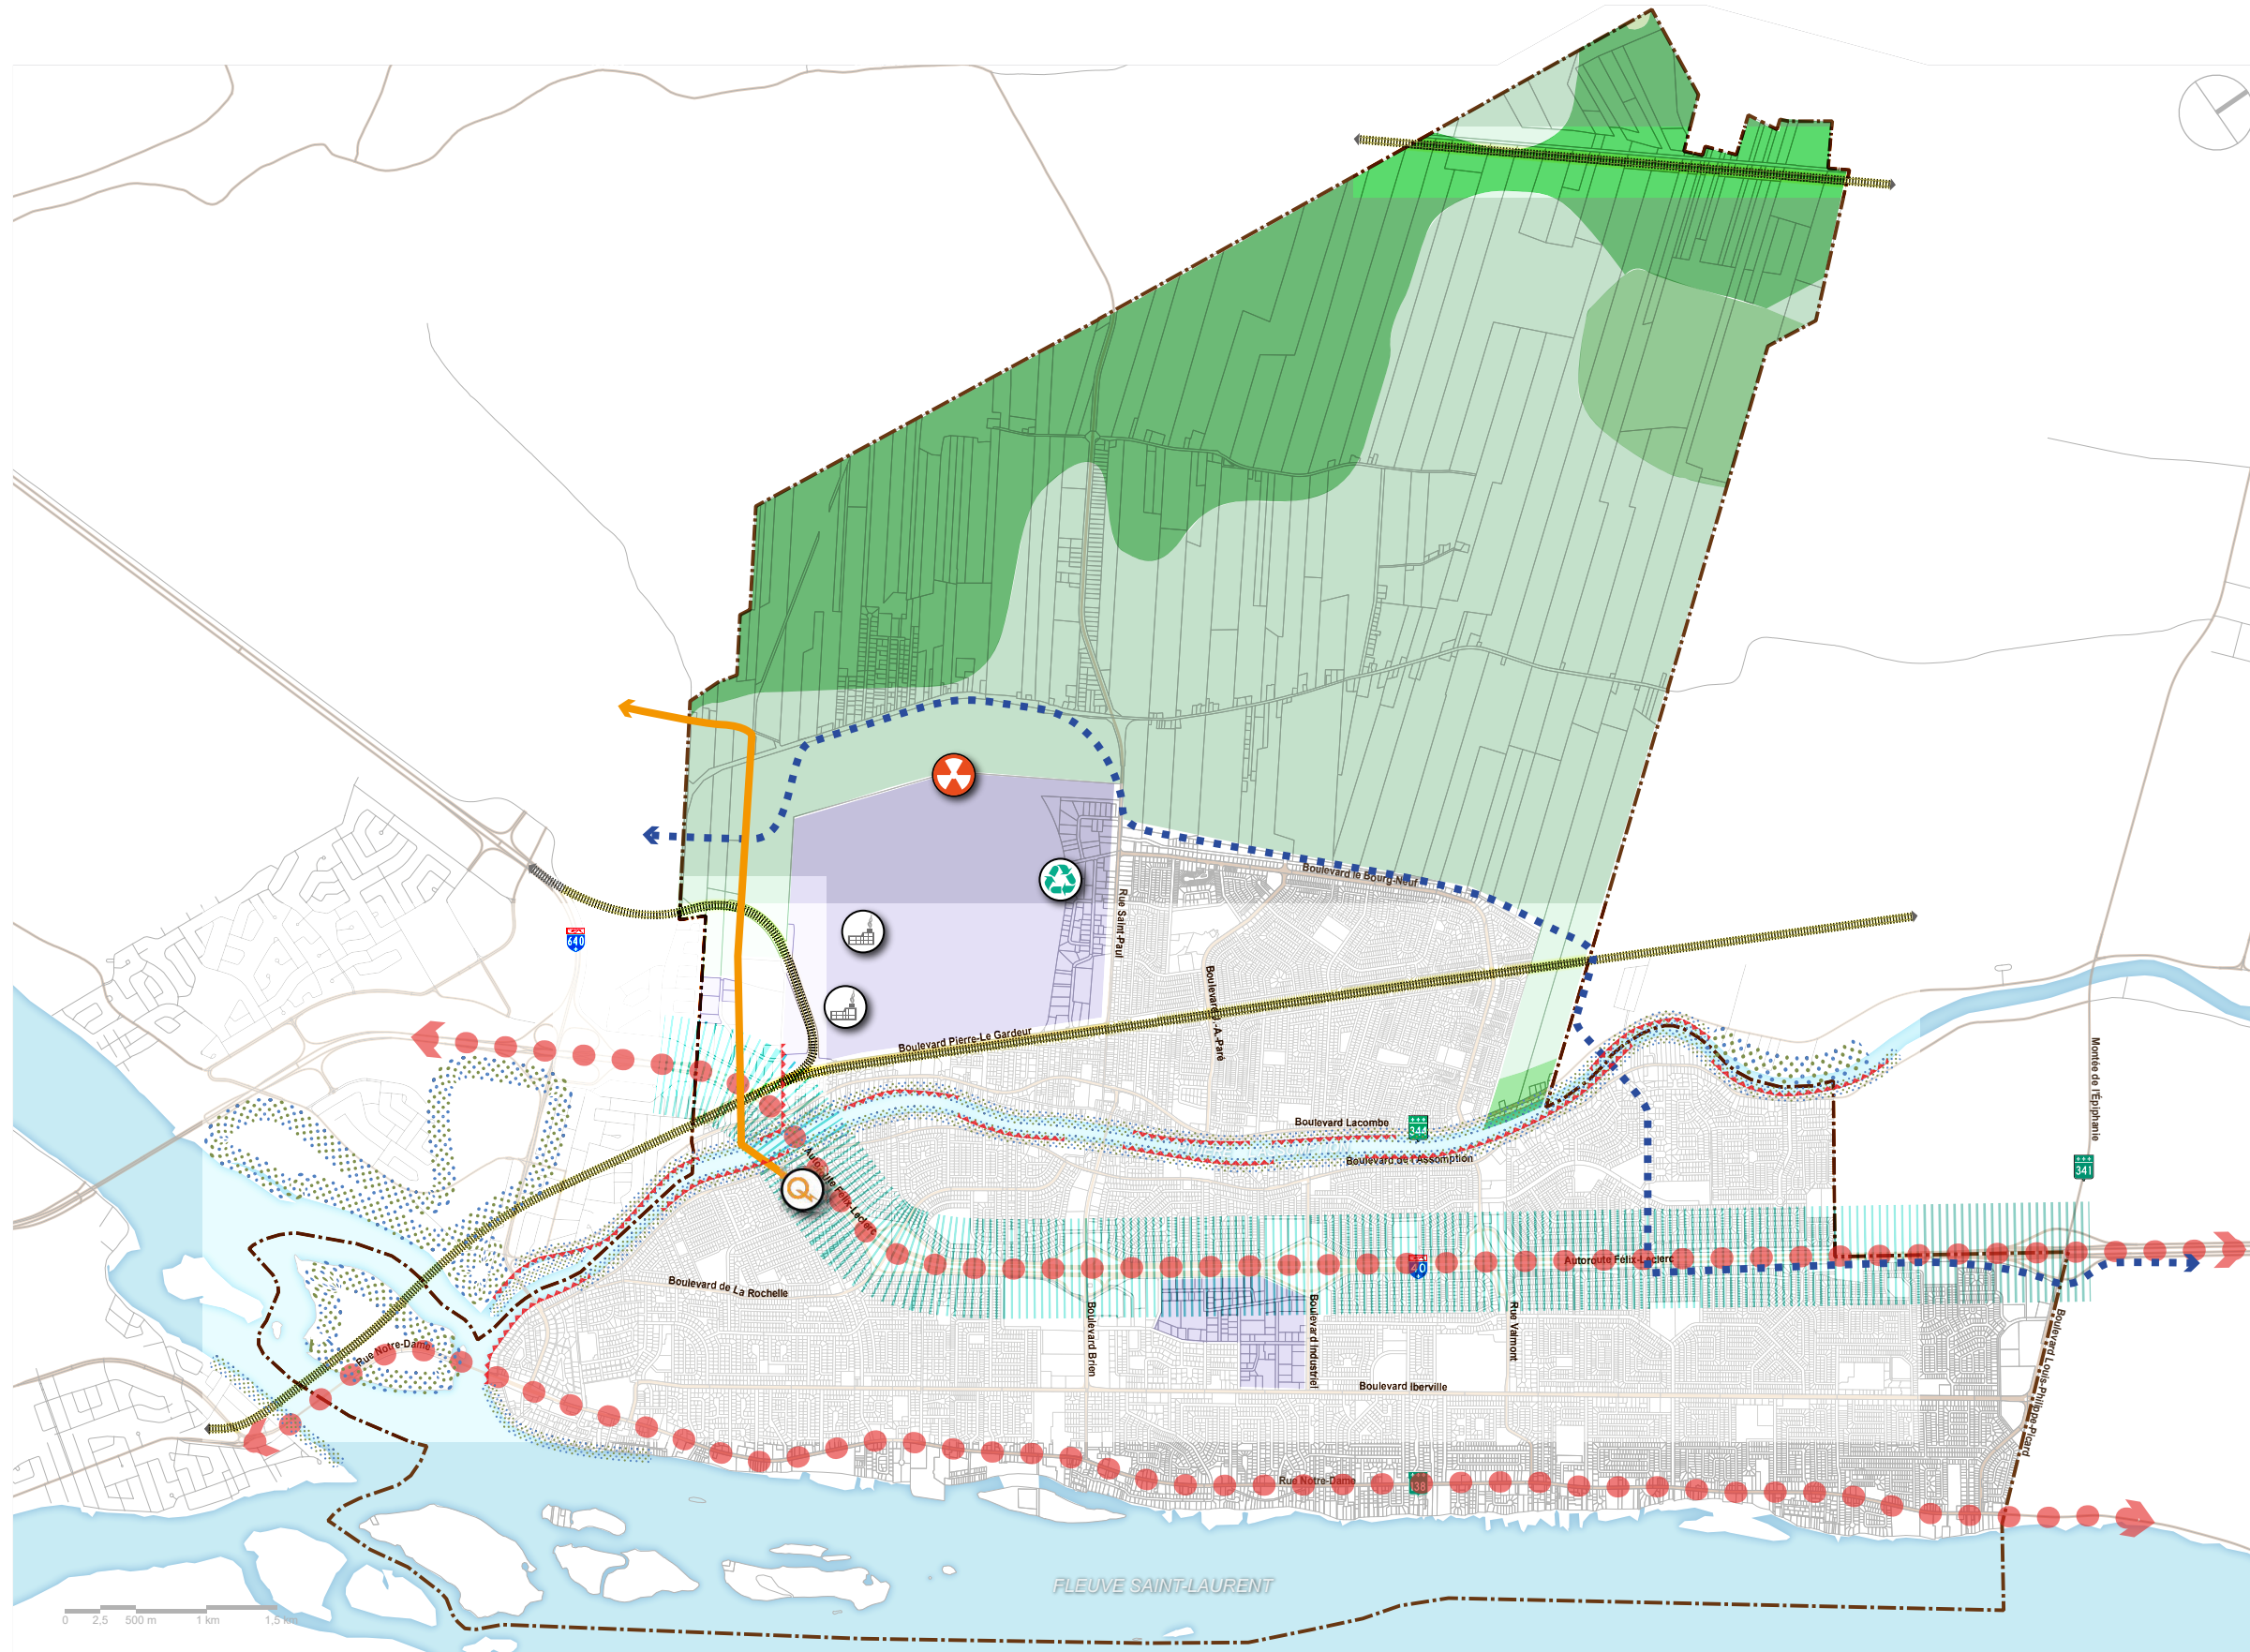 Boulevard le Bourg-Neuf
Rue Saint-Paul
640
Boulevard J.-A.-Paré
Boulevard Pierre-Le Gardeur
Montée de l'Épiphanie
Boulevard Lacombe
344
Boulevard de l'Assomption
341
Autoroute Félix-Leclerc
Q
40
Autoroute Félix-Leclerc
Boulevard de La Rochelle
Boulevard Brien
Boulevard Industriel
Rue Valmont
Boulevard Louis-Philippe-Picard
Rue Notre-Dame
Boulevard Iberville
Rue Notre-Dame
138
FLEUVE SAINT-LAURENT
0 2,5 500 m 1 km 1,5 km